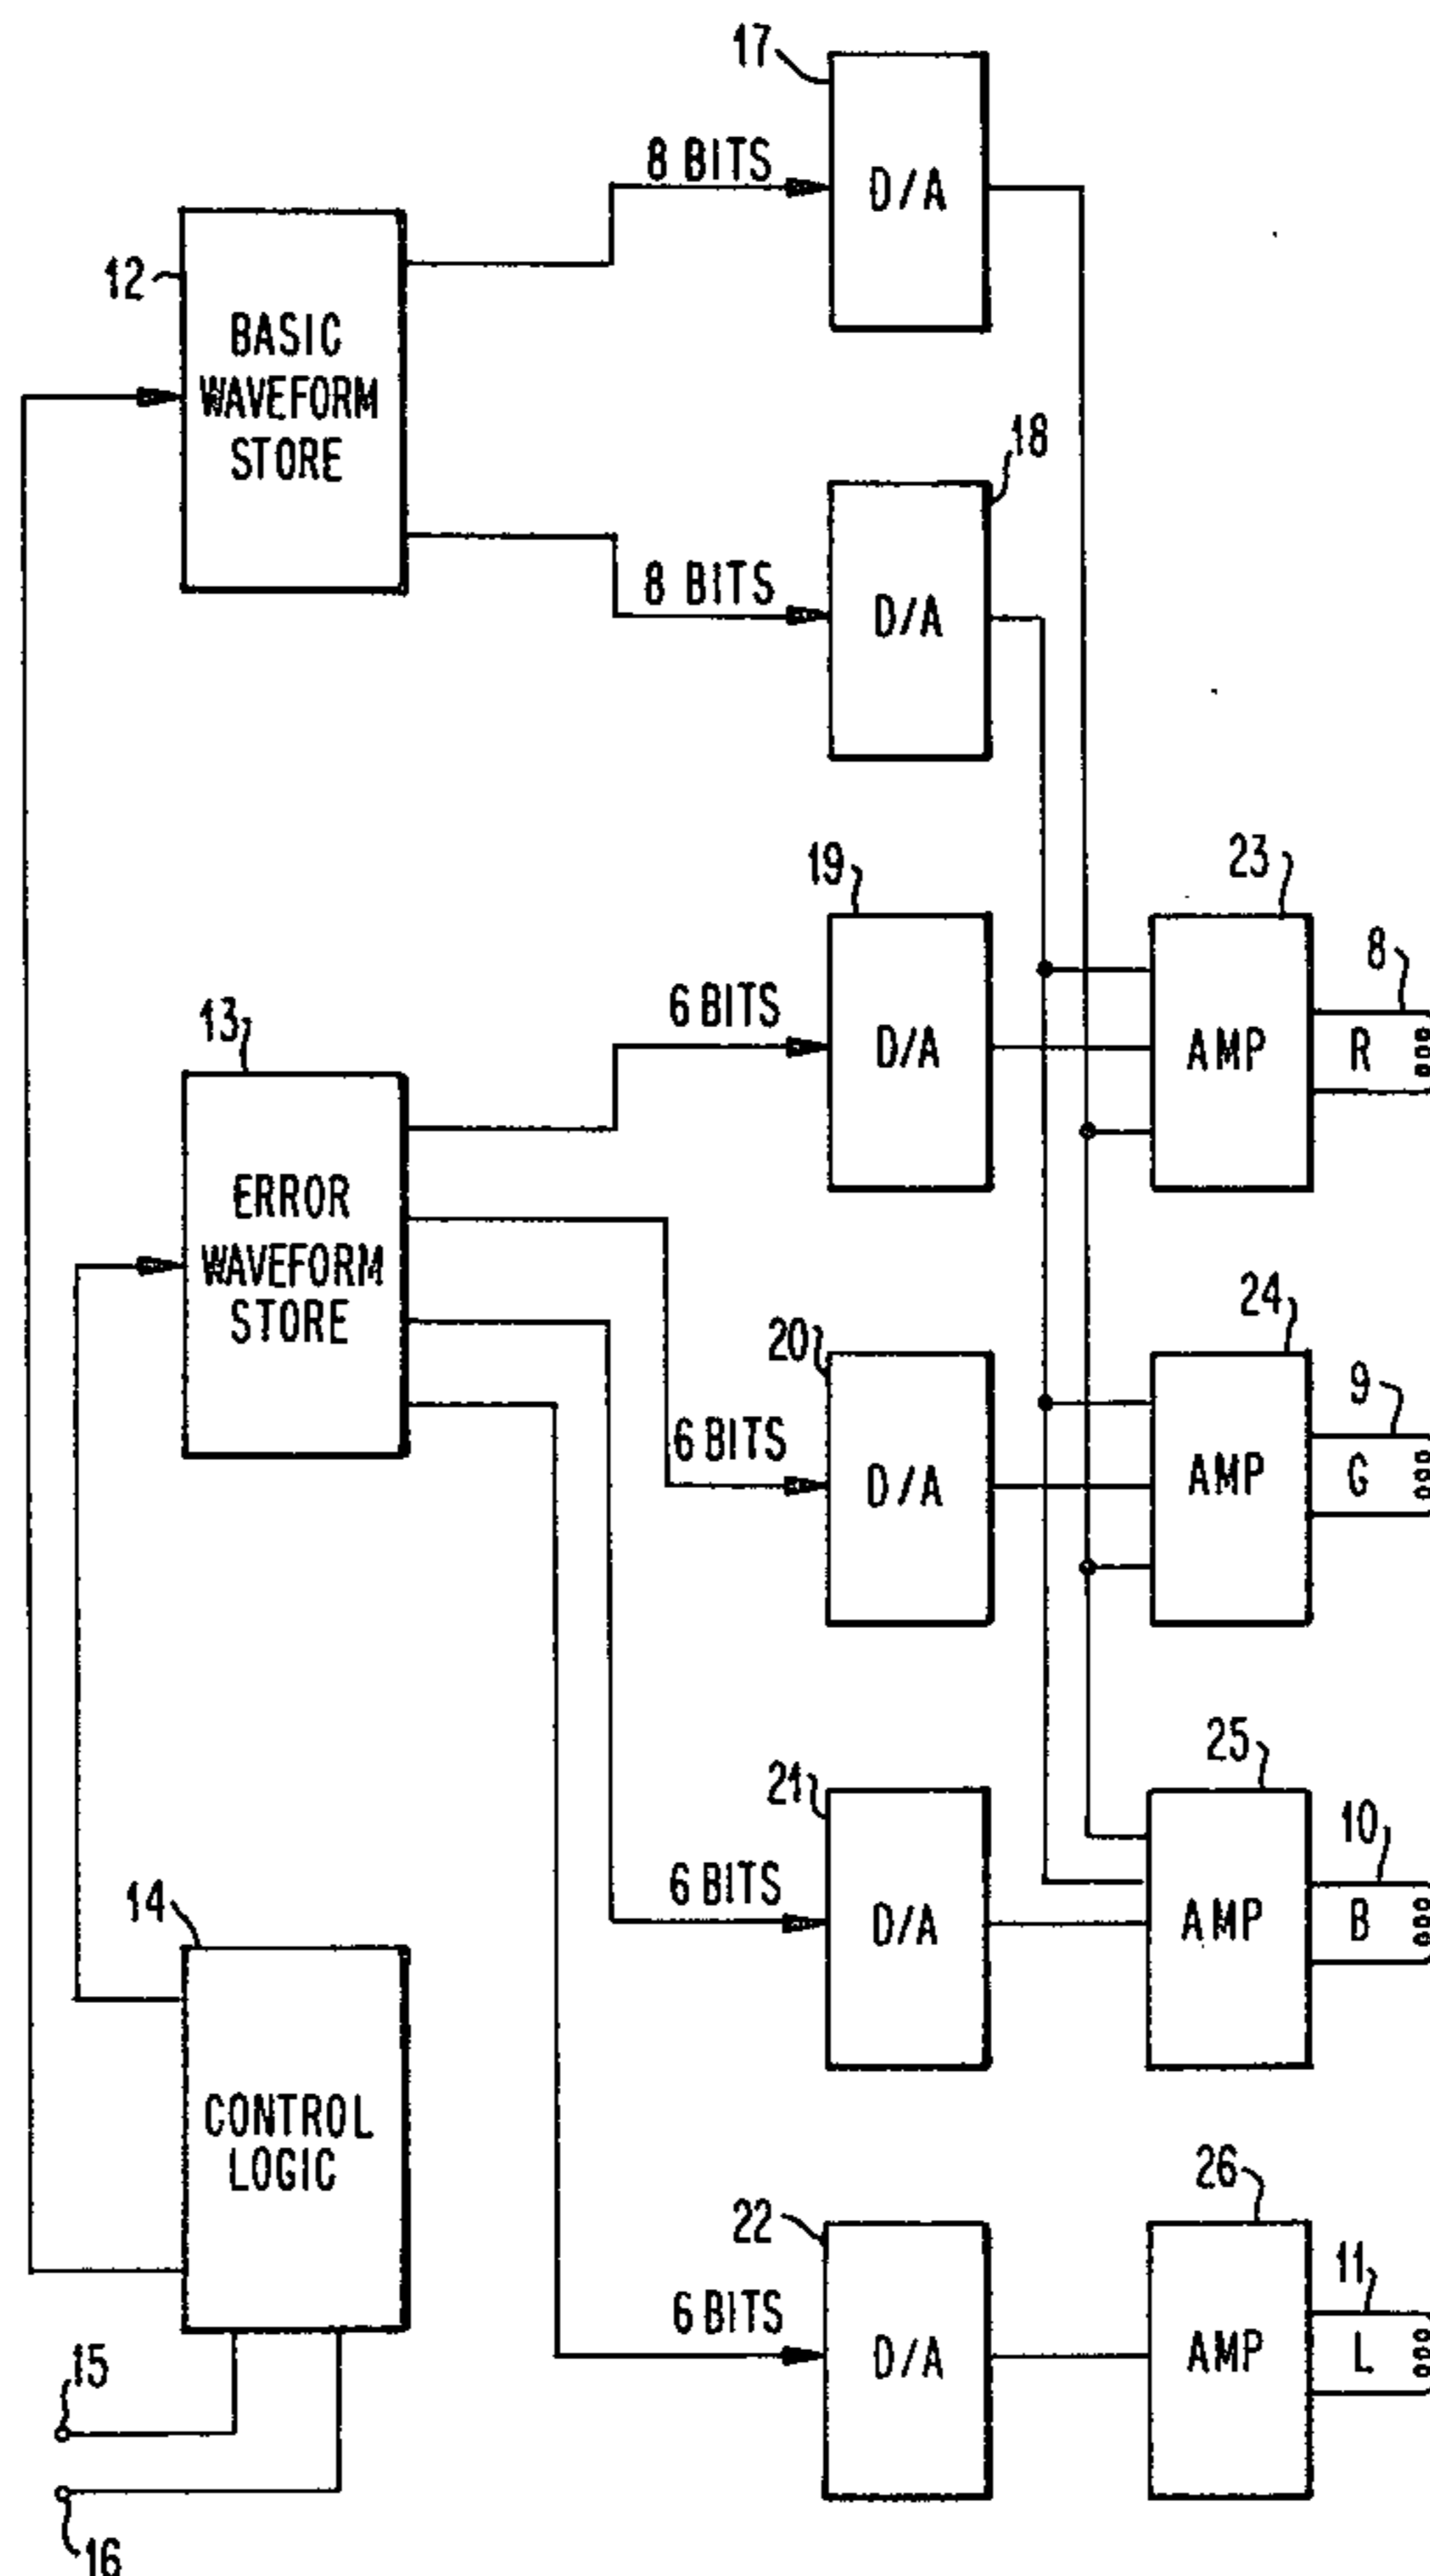 17
8 BITS
D/A
12
BASIC
WAVEFORM
STORE
18
8 BITS
D/A
19
23
8
13
6 BITS
D/A
AMP
R
ERROR
WAVEFORM
STORE
20
24
9
6 BITS
D/A
AMP
G
21
25
10
14
6 BITS
D/A
AMP
B
CONTROL
LOGIC
22
26
11
6 BITS
D/A
AMP
L
15
16